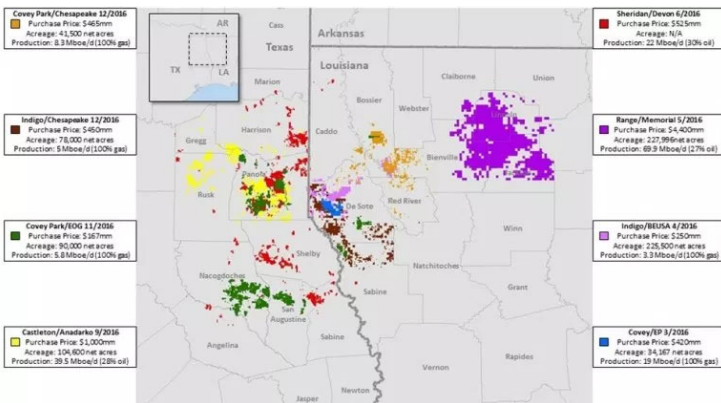 Covey Park/Chesapeake 12/2016
Purchase Price: $465mm
Acreage: 41,500 net acres
Production: 8.3 Mboe/d (100% gas)
Indigo/Chesapeake 12/2016
Purchase Price: $450mm
Acreage: 78,000 net acres
Production: 5 Mboe/d (100% gas)
Covey Park/EOG 11/2016
Purchase Price: $167mm
Acreage: 90,000 net acres
Production: 5.8 Mboe/d (100% gas)
Castleton/Anadarko 9/2016
Purchase Price: $1,000mm
Acreage: 104,600 net acres
Production: 39.5 Mboe/d (28% oil)
AR
TX
LA
Cass
Texas
Arkansas
Louisiana
Marion
Harrison
Caddo
Bossier
Webster
Claiborne
Union
Lincoln
Gregg
Panola
Rusk
Bienville
De Soto
Red River
Shelby
Nacogdoches
San
Augustine
Sabine
Natchitoches
Winn
Grant
Angelina
Sabine
Vernon
Rapides
Newton
Jasper
Sheridan/Devon 6/2016
Purchase Price: $525mm
Acreage: N/A
Production: 22 Mboe/d (30% oil)
Range/Memorial 5/2016
Purchase Price: $4,400mm
Acreage: 227,996 net acres
Production: 69.9 Mboe/d (27% oil)
Indigo/BEUSA 4/2016
Purchase Price: $250mm
Acreage: 225,500 net acres
Production: 3.3 Mboe/d (100% gas)
Covey/EP 3/2016
Purchase Price: $420mm
Acreage: 34,167 net acres
Production: 19 Mboe/d (100% gas)